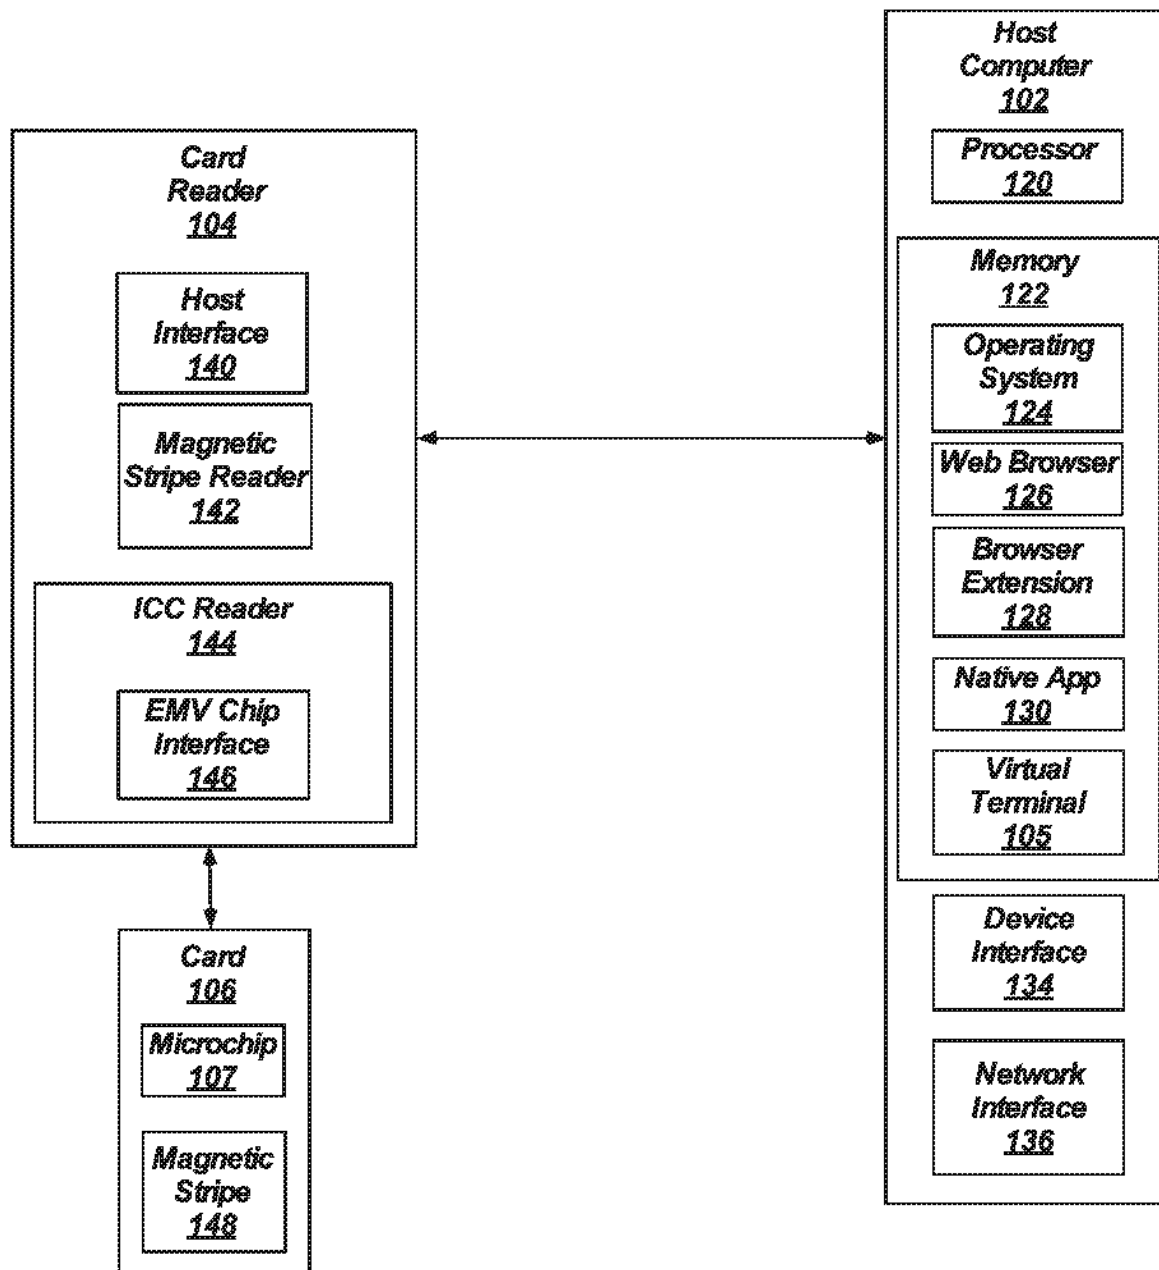 Card
Reader
104
Host
Interface
140
Magnetic
Stripe Reader
142
ICC Reader
144
EMV Chip
Interface
146
Card
106
Microchip
107
Magnetic
Stripe
148
Host
Computer
102
Processor
120
Memory
122
Operating
System
124
Web Browser
126
Browser
Extension
128
Native App
130
Virtual
Terminal
105
Device
Interface
134
Network
Interface
136